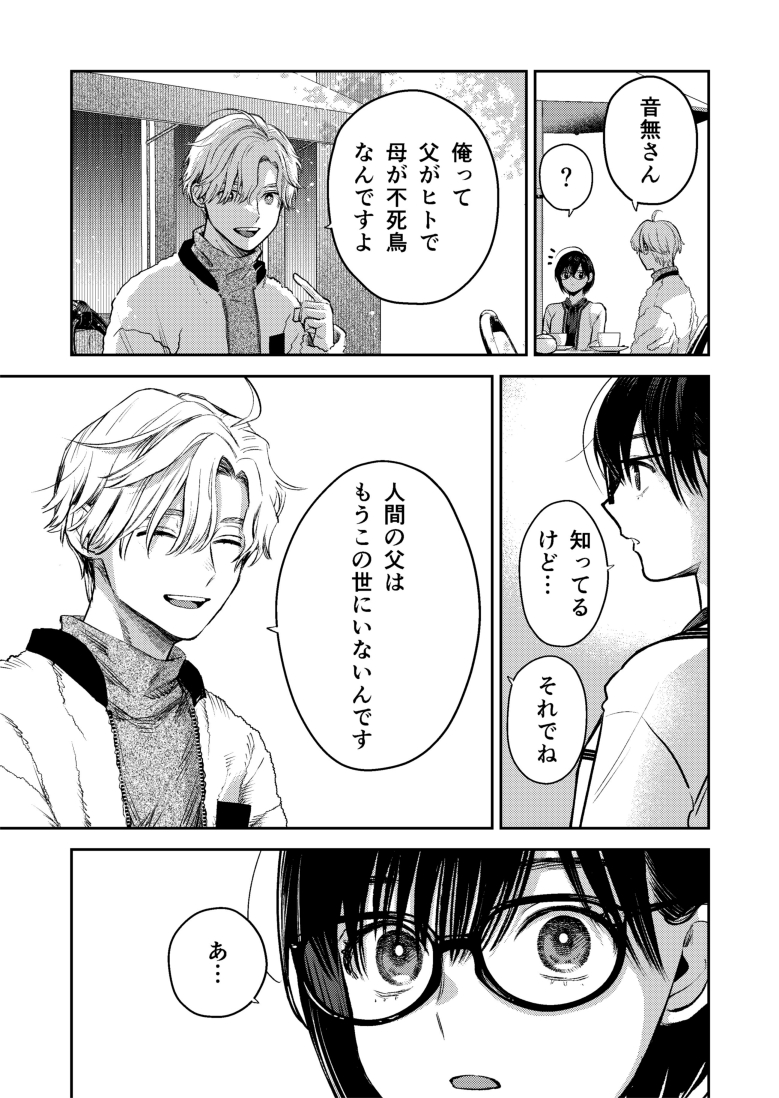 音無さん
？
俺って
父がヒトで
母が不死鳥
なんですよ
知ってる
けど…
それでね
人間の父は
もうこの世にいないんです
あ…